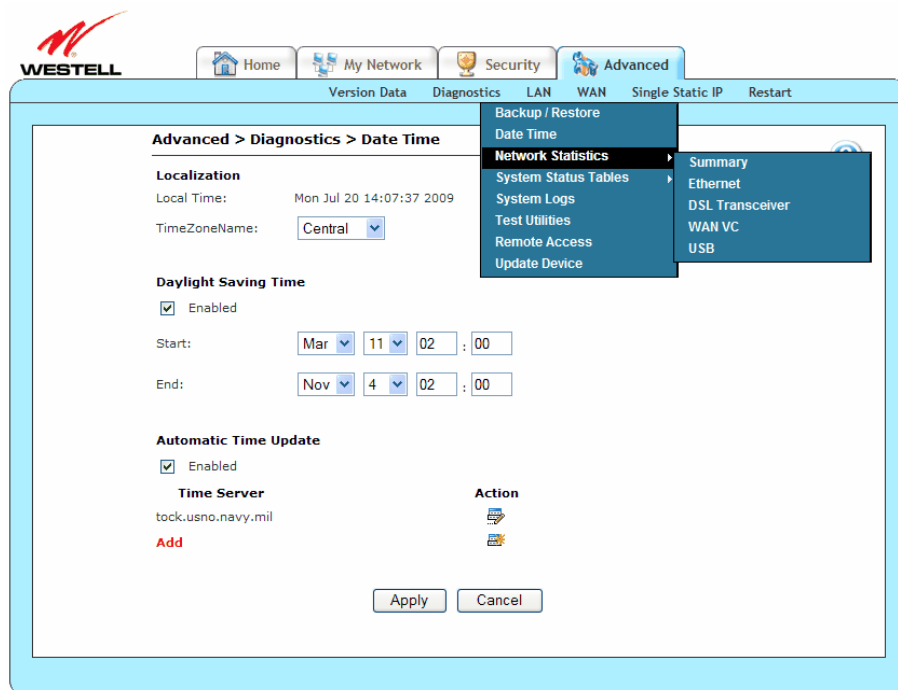 WESTELL
Home My Network Security Advanced
Version Data Diagnostics LAN WAN Single Static IP Restart
Backup / Restore
Date Time
Network Statistics
System Status Tables
System Logs
Test Utilities
Remote Access
Update Device
Summary
Ethernet
DSL Transceiver
WAN VC
USB
Advanced > Diagnostics > Date Time
Localization
Local Time: Mon Jul 20 14:07:37 2009
TimeZoneName: Central
Daylight Saving Time
Enabled
Start: Mar 11 02 : 00
End: Nov 4 02 : 00
Automatic Time Update
Enabled
Time Server Action
tock.usno.navy.mil
Add
Apply Cancel